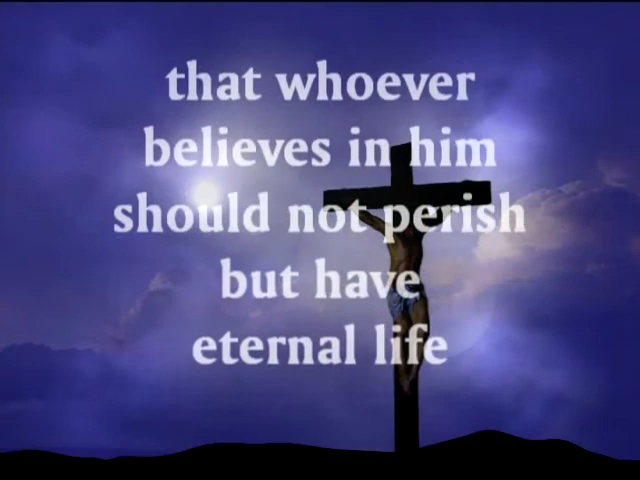 that whoever
believes in him
should not perish
but have
eternal life